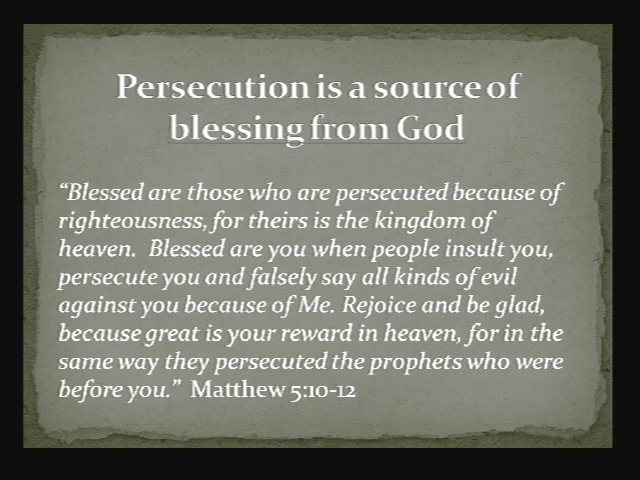 Persecution is a source of
blessing from God
“Blessed are those who are persecuted because of
righteousness, for theirs is the kingdom of
heaven.  Blessed are you when people insult you,
persecute you and falsely say all kinds of evil
against you because of Me. Rejoice and be glad,
because great is your reward in heaven, for in the
same way they persecuted the prophets who were
before you.”  Matthew 5:10-12